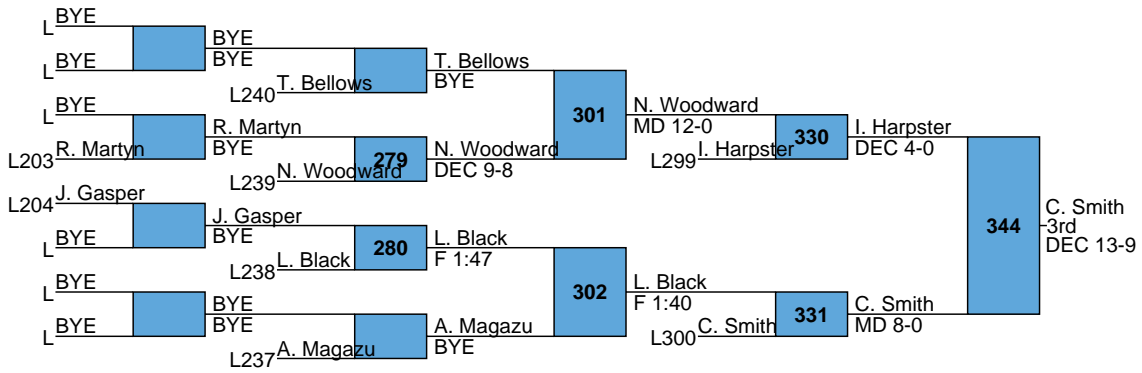 BYE
L
BYE
BYE
BYE
L
T. Bellows
BYE
T. Bellows
L240
BYE
L
301
N. Woodward
MD 12-0
R. Martyn
BYE
330
I. Harpster
DEC 4-0
R. Martyn
L203
279
N. Woodward
DEC 9-8
I. Harpster
L299
N. Woodward
L239
J. Gasper
L204
J. Gasper
BYE
344
C. Smith
3rd
DEC 13-9
BYE
L
280
L. Black
F 1:47
L. Black
L238
BYE
L
302
L. Black
F 1:40
BYE
BYE
331
C. Smith
MD 8-0
BYE
L
A. Magazu
BYE
C. Smith
L300
A. Magazu
L237